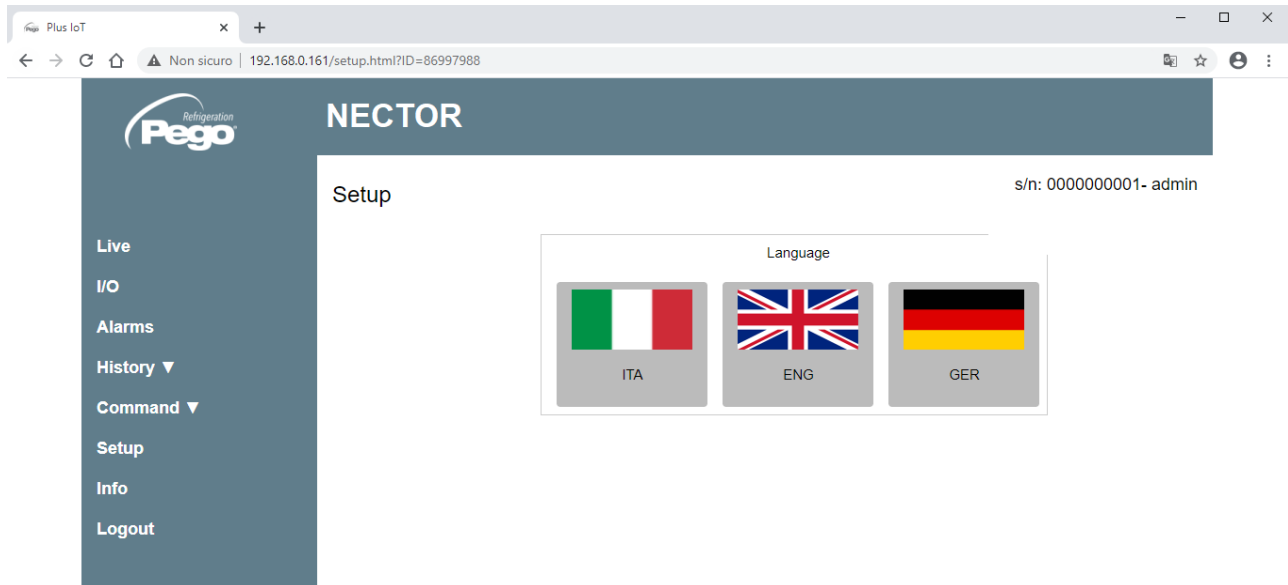 Plus IoT
Non sicuro 192.168.0.161/setup.html?ID=86997988
Refrigeration
Pego
NECTOR
Setup
s/n: 0000000001- admin
Live
I/O
Alarms
History ▼
Command ▼
Setup
Info
Logout
Language
ITA ENG GER